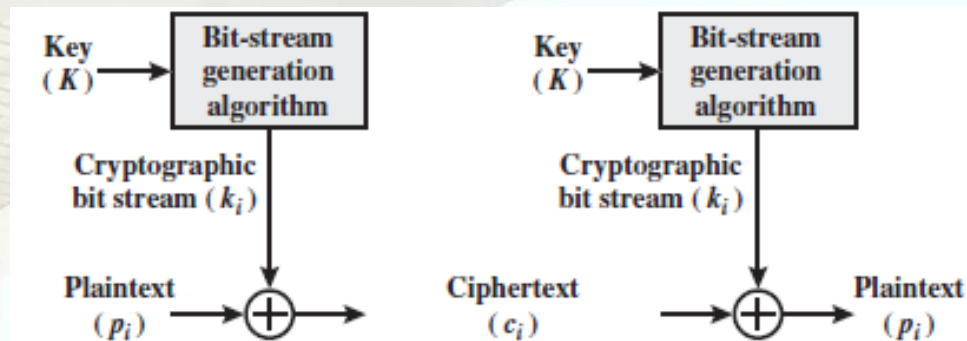 Key
(K)
Bit-stream
generation
algorithm
Cryptographic
bit stream (kᵢ)
Plaintext
(pᵢ)
Ciphertext
(cᵢ)
Key
(K)
Bit-stream
generation
algorithm
Cryptographic
bit stream (kᵢ)
Plaintext
(pᵢ)